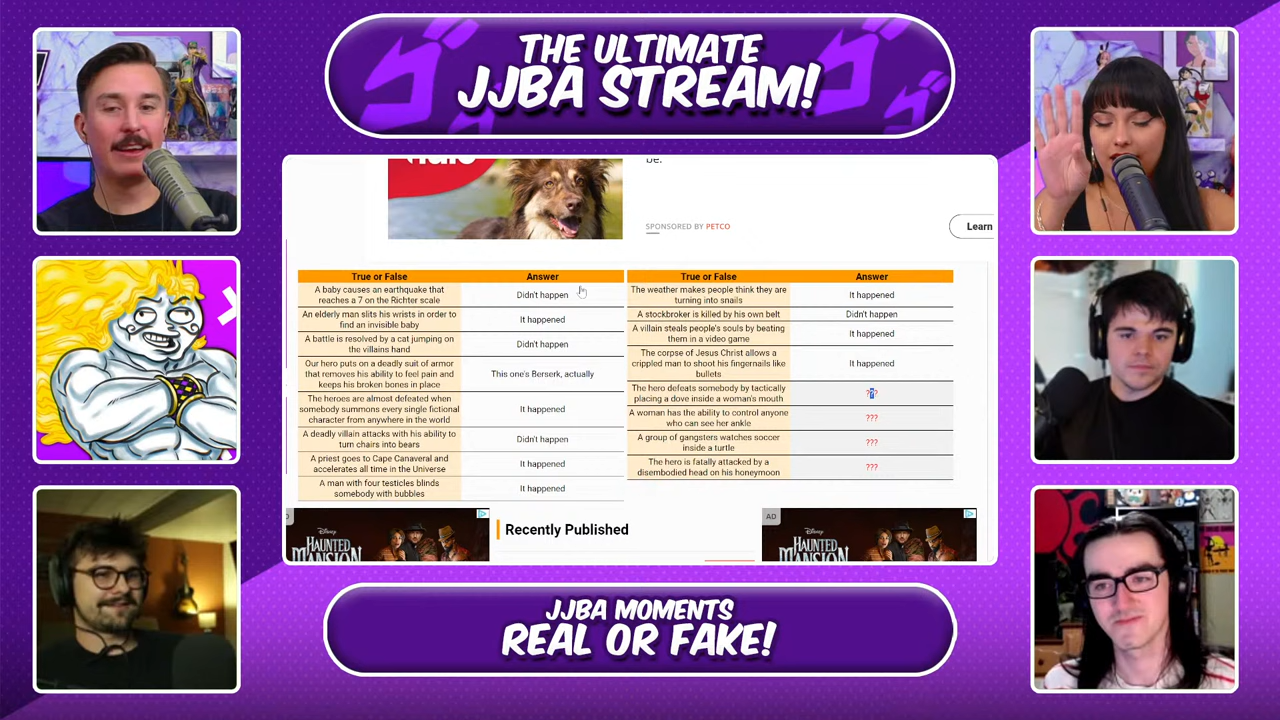 THE ULTIMATE
JJBA STREAM!
ゴ
ゴ
ゴ
be.
SPONSORED BY PETCO
Learn
True or False
Answer
A baby causes an earthquake that
reaches a 7 on the Richter scale
Didn't happen
An elderly man slits his wrists in order to
find an invisible baby
It happened
A battle is resolved by a cat jumping on
the villains hand
Didn't happen
Our hero puts on a deadly suit of armor
that removes his ability to feel pain and
keeps his broken bones in place
This one's Berserk, actually
The heroes are almost defeated when
somebody summons every single fictional
character from anywhere in the world
It happened
A deadly villain attacks with his ability to
turn chairs into bears
Didn't happen
A priest goes to Cape Canaveral and
accelerates all time in the Universe
It happened
A man with four testicles blinds
somebody with bubbles
It happened
True or False
Answer
The weather makes people think they are
turning into snails
It happened
A stockbroker is killed by his own belt
Didn't happen
A villain steals people's souls by beating
them in a video game
It happened
The corpse of Jesus Christ allows a
crippled man to shoot his fingernails like
bullets
It happened
The hero defeats somebody by tactically
placing a dove inside a woman's mouth
???
A woman has the ability to control anyone
who can see her ankle
???
A group of gangsters watches soccer
inside a turtle
???
The hero is fatally attacked by a
disembodied head on his honeymoon
???
Recently Published
Disney
HAUNTED
MANSION
AD
Disney
HAUNTED
MANSION
JJBA MOMENTS
REAL OR FAKE!